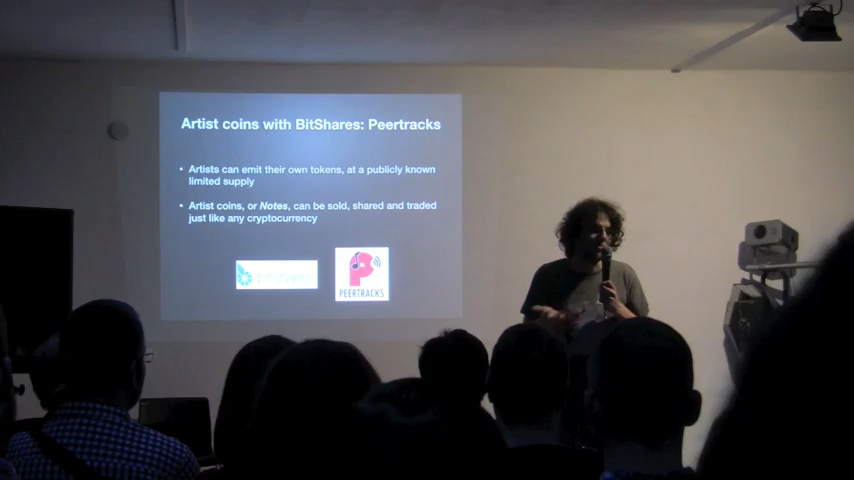 Artist coins with BitShares: Peertracks
• Artists can emit their own tokens, at a publicly known
limited supply
• Artist coins, or Notes, can be sold, shared and traded
just like any cryptocurrency
PEERTRACKS